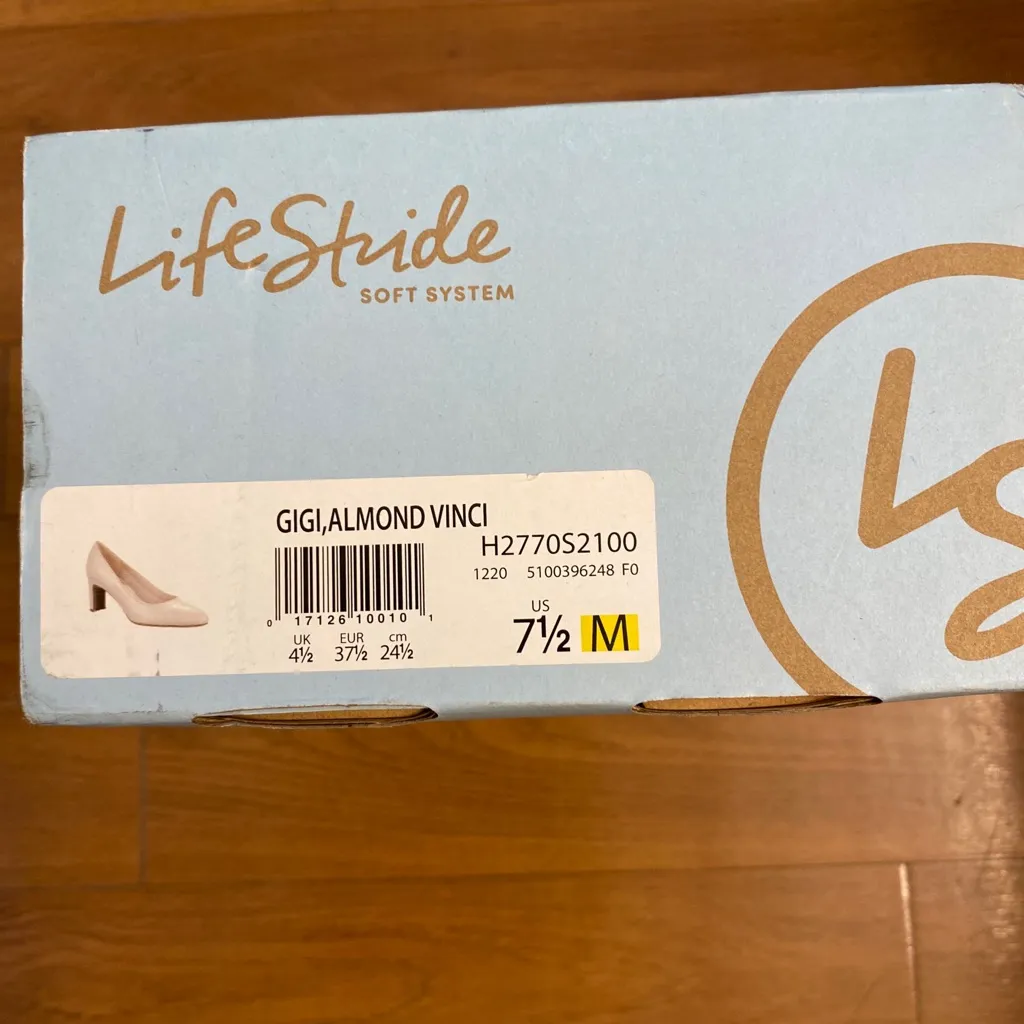 LifeStride
SOFT SYSTEM
LS
GIGI,ALMOND VINCI
H2770S2100
1220 5100396248 F0
0 17126 10010 1
US
7½ M
UK EUR cm
4½ 37½ 24½